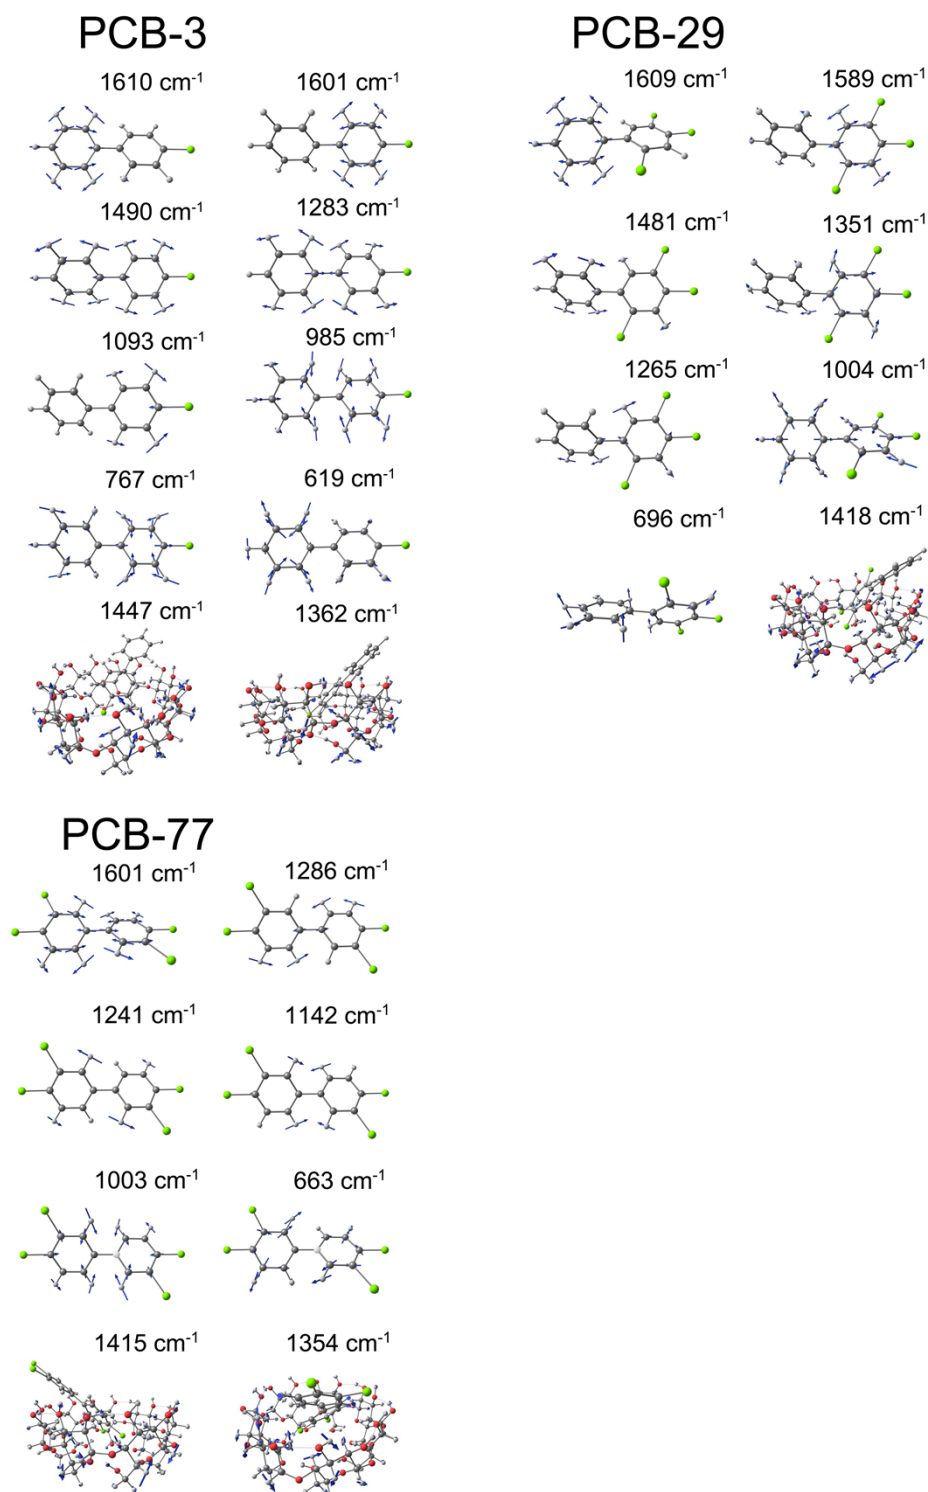 PCB-3
1610 cm⁻¹ 1601 cm⁻¹
1490 cm⁻¹ 1283 cm⁻¹
1093 cm⁻¹ 985 cm⁻¹
767 cm⁻¹ 619 cm⁻¹
1447 cm⁻¹ 1362 cm⁻¹
PCB-29
1609 cm⁻¹ 1589 cm⁻¹
1481 cm⁻¹ 1351 cm⁻¹
1265 cm⁻¹ 1004 cm⁻¹
696 cm⁻¹ 1418 cm⁻¹
PCB-77
1601 cm⁻¹ 1286 cm⁻¹
1241 cm⁻¹ 1142 cm⁻¹
1003 cm⁻¹ 663 cm⁻¹
1415 cm⁻¹ 1354 cm⁻¹